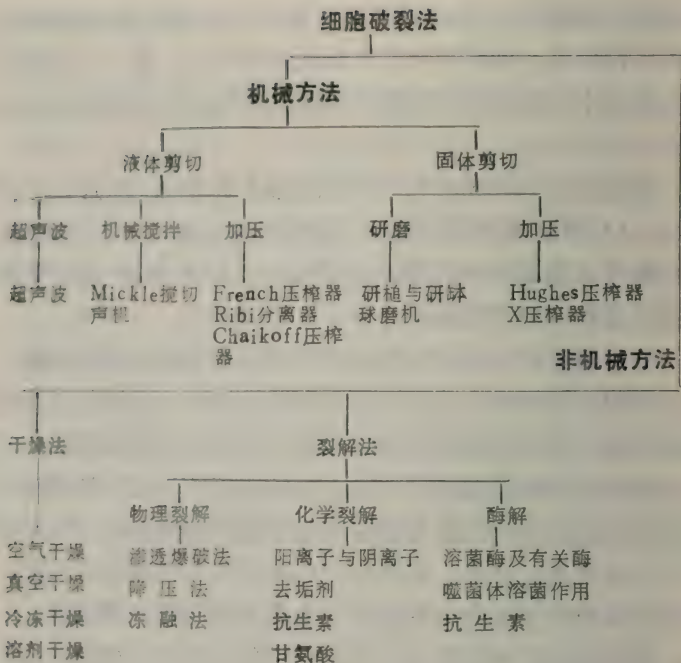 细胞破裂法
机械方法
液体剪切 固体剪切
超声波 机械搅拌 加压 研磨 加压
超声波 Mickle搅切 French压榨器 研槌与研钵 Hughes压榨器
声机 Ribi分离器 球磨机 X压榨器
Chaikoff压榨
器
非机械方法
干燥法 裂解法
物理裂解 化学裂解 酶解
空气干燥 渗透爆破法 阳离子与阴离子 溶菌酶及有关酶
真空干燥 降压法 去垢剂 噬菌体溶菌作用
冷冻干燥 冻融法 抗生素 抗生素
溶剂干燥 甘氨酸